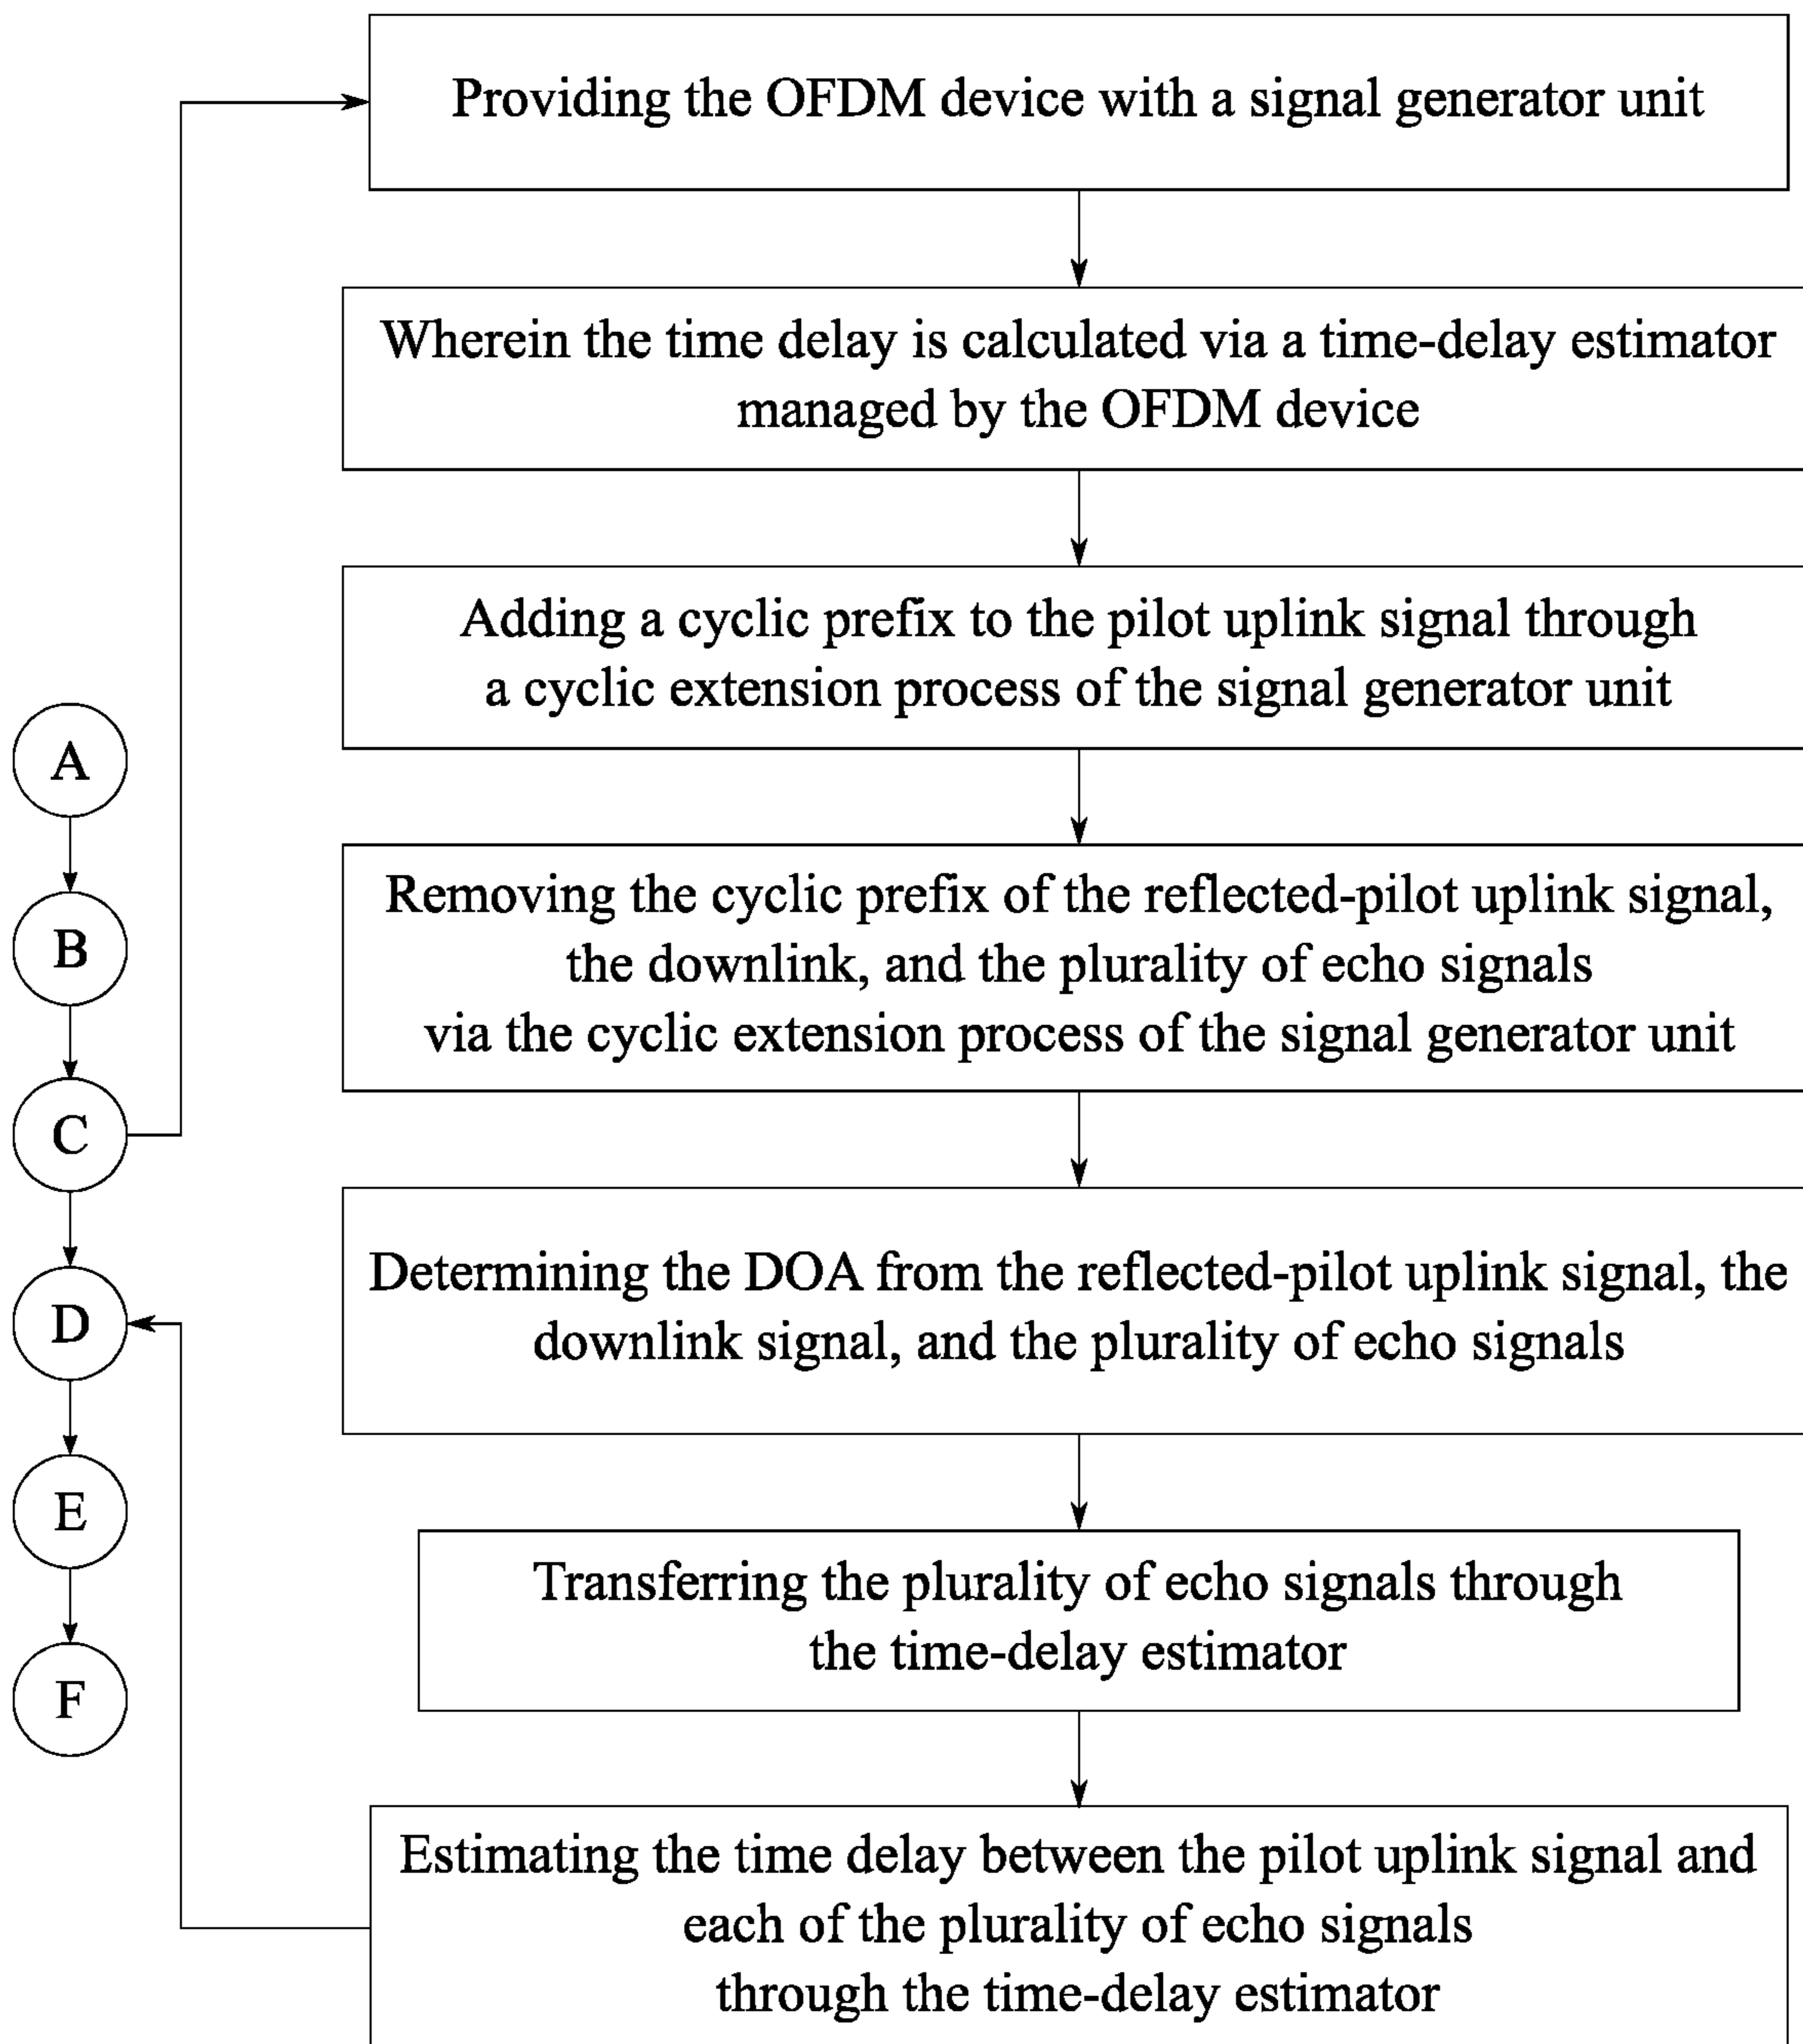 Providing the OFDM device with a signal generator unit
Wherein the time delay is calculated via a time-delay estimator
managed by the OFDM device
Adding a cyclic prefix to the pilot uplink signal through
a cyclic extension process of the signal generator unit
Removing the cyclic prefix of the reflected-pilot uplink signal,
the downlink, and the plurality of echo signals
via the cyclic extension process of the signal generator unit
Determining the DOA from the reflected-pilot uplink signal, the
downlink signal, and the plurality of echo signals
Transferring the plurality of echo signals through
the time-delay estimator
Estimating the time delay between the pilot uplink signal and
each of the plurality of echo signals
through the time-delay estimator
A
B
C
D
E
F